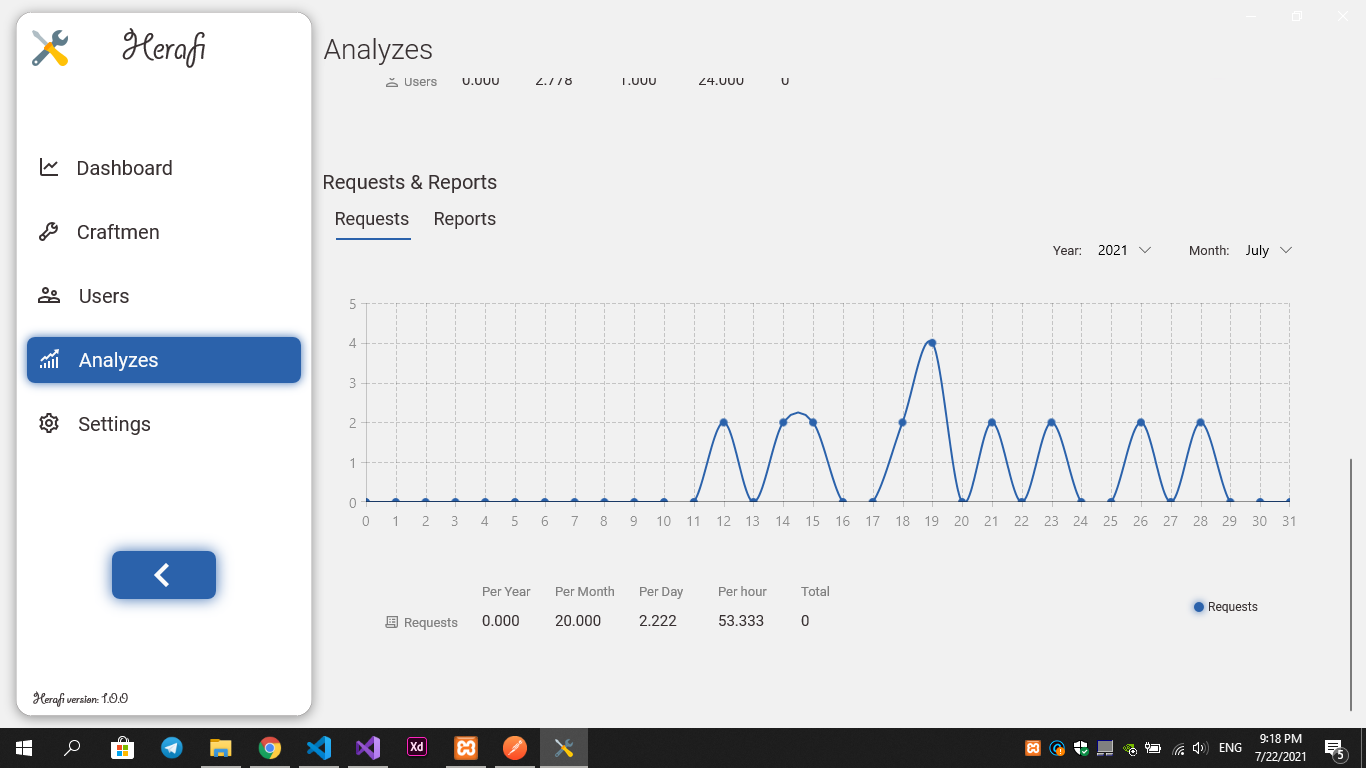 Herafi
Analyzes
Users 0.000 2.778 1.000 24.000 0
Dashboard
Craftmen
Users
Analyzes
Settings
Herafi version: 1.0.0
Requests & Reports
Requests Reports
Year: 2021 Month: July
5
4
3
2
1
0
0 1 2 3 4 5 6 7 8 9 10 11 12 13 14 15 16 17 18 19 20 21 22 23 24 25 26 27 28 29 30 31
Per Year Per Month Per Day Per hour Total
Requests 0.000 20.000 2.222 53.333 0
Requests
Xd
ENG
9:18 PM
7/22/2021
5